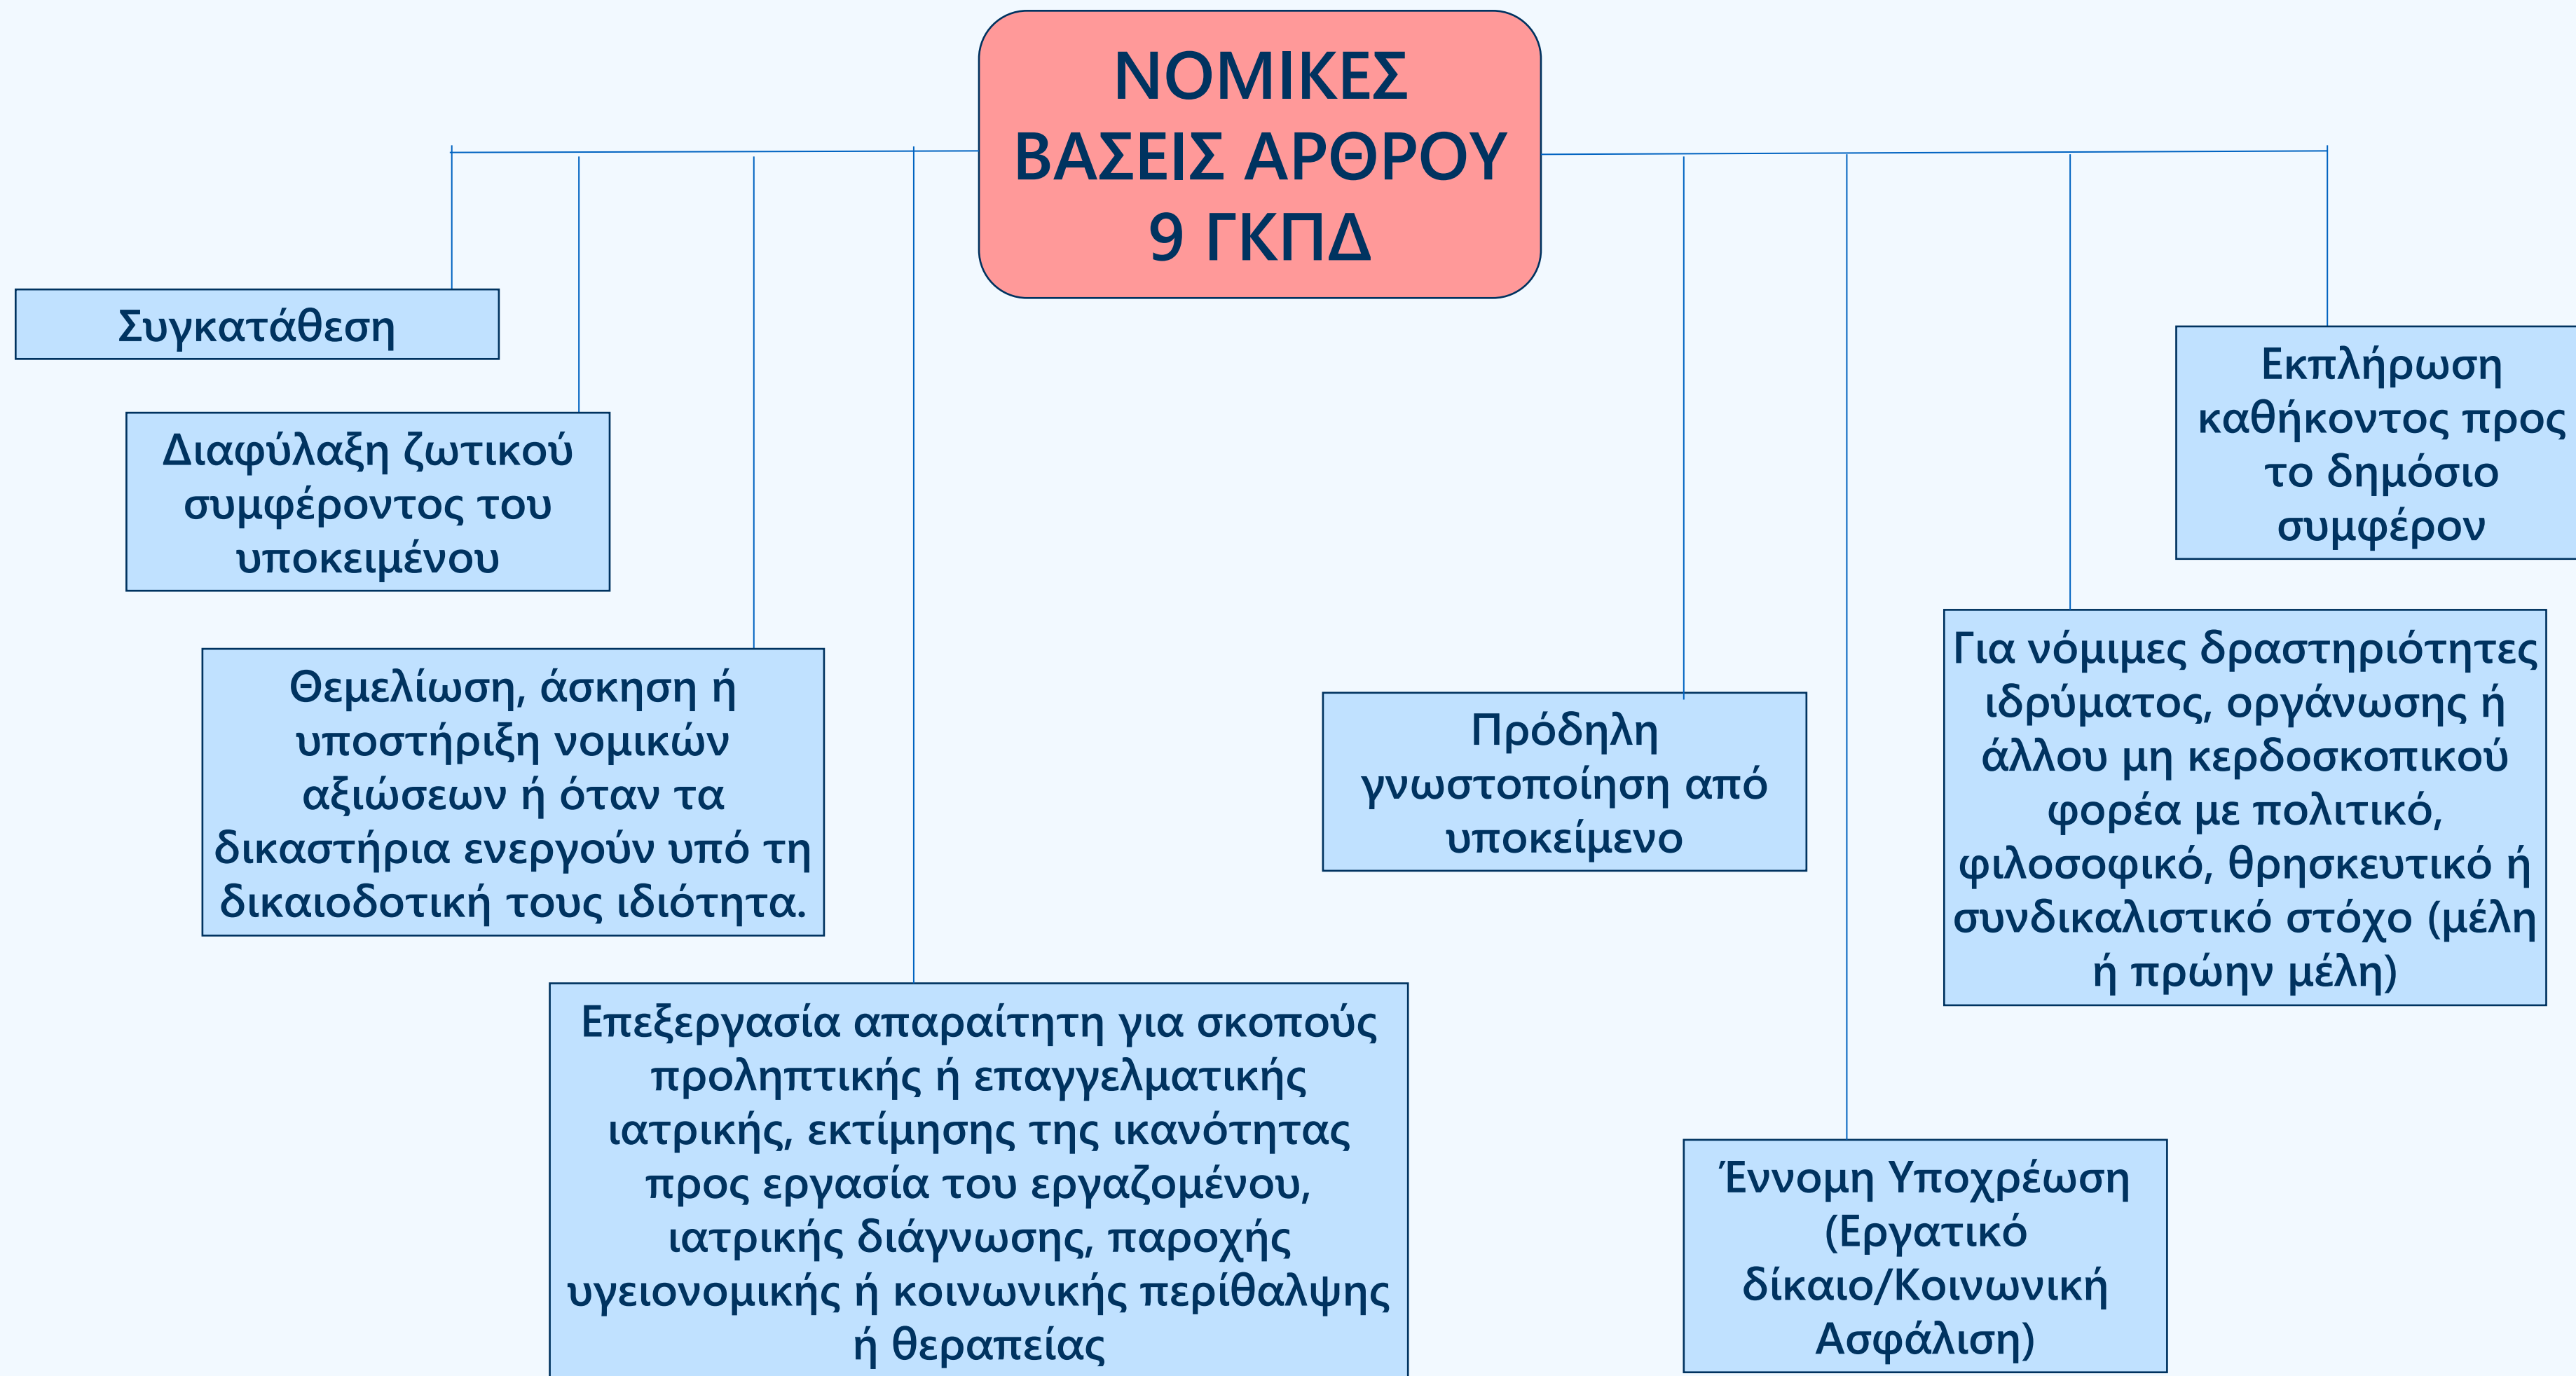 ΝΟΜΙΚΕΣ
ΒΑΣΕΙΣ ΑΡΘΡΟΥ
9 ΓΚΠΔ
Συγκατάθεση
Διαφύλαξη ζωτικού
συμφέροντος του
υποκειμένου
Θεμελίωση, άσκηση ή
υποστήριξη νομικών
αξιώσεων ή όταν τα
δικαστήρια ενεργούν υπό τη
δικαιοδοτική τους ιδιότητα.
Επεξεργασία απαραίτητη για σκοπούς
προληπτικής ή επαγγελματικής
ιατρικής, εκτίμησης της ικανότητας
προς εργασία του εργαζομένου,
ιατρικής διάγνωσης, παροχής
υγειονομικής ή κοινωνικής περίθαλψης
ή θεραπείας
Πρόδηλη
γνωστοποίηση από
υποκείμενο
Έννομη Υποχρέωση
(Εργατικό
δίκαιο/Κοινωνική
Ασφάλιση)
Για νόμιμες δραστηριότητες
ιδρύματος, οργάνωσης ή
άλλου μη κερδοσκοπικού
φορέα με πολιτικό,
φιλοσοφικό, θρησκευτικό ή
συνδικαλιστικό στόχο (μέλη
ή πρώην μέλη)
Εκπλήρωση
καθήκοντος προς
το δημόσιο
συμφέρον